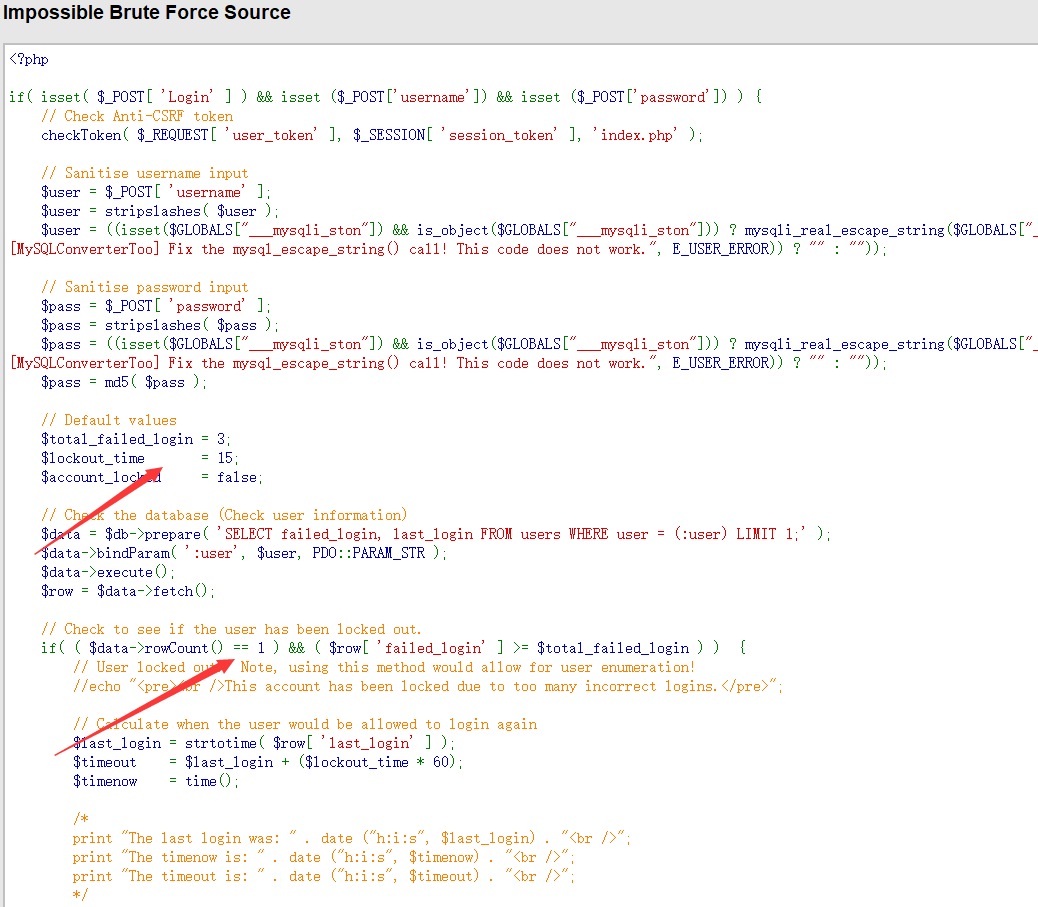 Impossible Brute Force Source
<?php
if( isset( $_POST[ 'Login' ] ) && isset ($_POST['username']) && isset ($_POST['password']) ) {
// Check Anti-CSRF token
checkToken( $_REQUEST[ 'user_token' ], $_SESSION[ 'session_token' ], 'index.php' );
// Sanitise username input
$user = $_POST[ 'username' ];
$user = stripslashes( $user );
$user = ((isset($GLOBALS["___mysqli_ston"]) && is_object($GLOBALS["___mysqli_ston"])) ? mysqli_real_escape_string($GLOBALS["_
[MySQLConverterToo] Fix the mysql_escape_string() call! This code does not work.", E_USER_ERROR)) ? "" : ""));
// Sanitise password input
$pass = $_POST[ 'password' ];
$pass = stripslashes( $pass );
$pass = ((isset($GLOBALS["___mysqli_ston"]) && is_object($GLOBALS["___mysqli_ston"])) ? mysqli_real_escape_string($GLOBALS["_
[MySQLConverterToo] Fix the mysql_escape_string() call! This code does not work.", E_USER_ERROR)) ? "" : ""));
$pass = md5( $pass );
// Default values
$total_failed_login = 3;
$lockout_time = 15;
$account_locked = false;
// Check the database (Check user information)
$data = $db->prepare( 'SELECT failed_login, last_login FROM users WHERE user = (:user) LIMIT 1;' );
$data->bindParam( ':user', $user, PDO::PARAM_STR );
$data->execute();
$row = $data->fetch();
// Check to see if the user has been locked out.
if( ( $data->rowCount() == 1 ) && ( $row[ 'failed_login' ] >= $total_failed_login ) ) {
// User locked out. Note, using this method would allow for user enumeration!
//echo "<pre><br />This account has been locked due to too many incorrect logins.</pre>";
// Calculate when the user would be allowed to login again
$last_login = strtotime( $row[ 'last_login' ] );
$timeout = $last_login + ($lockout_time * 60);
$timenow = time();
/*
print "The last login was: " . date ("h:i:s", $last_login) . "<br />";
print "The timenow is: " . date ("h:i:s", $timenow) . "<br />";
print "The timeout is: " . date ("h:i:s", $timeout) . "<br />";
*/